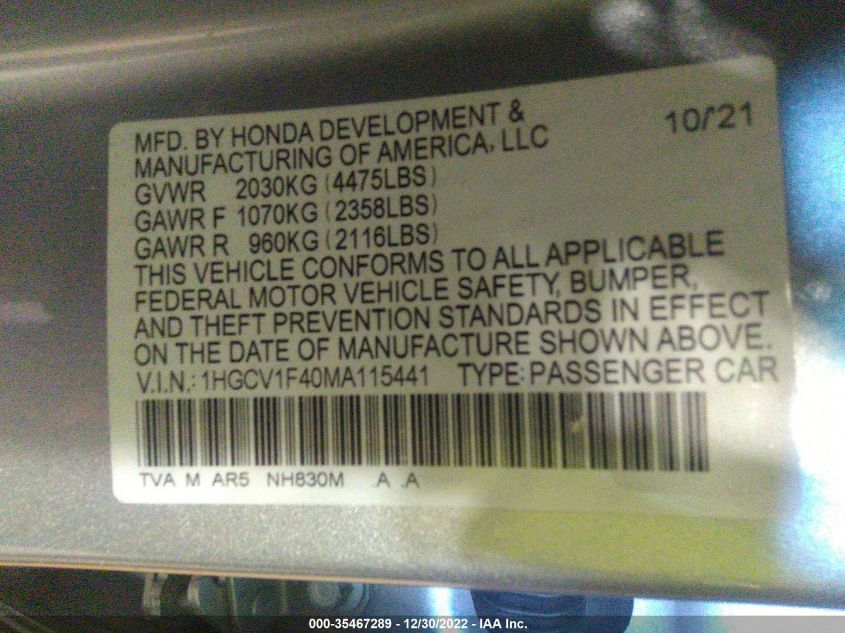 MFD. BY HONDA DEVELOPMENT & 10/21
MANUFACTURING OF AMERICA, LLC
GVWR 2030KG (4475LBS)
GAWR F 1070KG (2358LBS)
GAWR R 960KG (2116LBS)
THIS VEHICLE CONFORMS TO ALL APPLICABLE
FEDERAL MOTOR VEHICLE SAFETY, BUMPER,
AND THEFT PREVENTION STANDARDS IN EFFECT
ON THE DATE OF MANUFACTURE SHOWN ABOVE.
V.I.N.: 1HGCV1F40MA115441 TYPE: PASSENGER CAR
TVA M AR5 NH830M .A .A
000-35467289 - 12/30/2022 - IAA Inc.